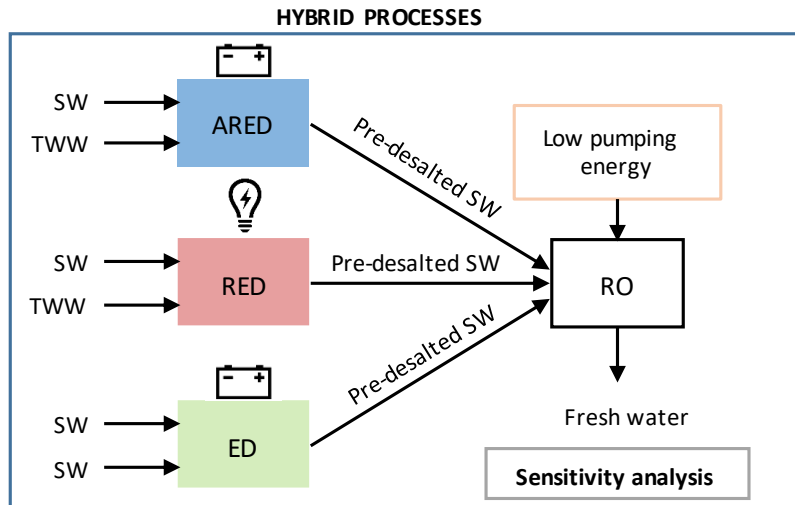 HYBRID PROCESSES
SW
TWW
ARED
Pre-desalted SW
Low pumping
energy
SW
TWW
RED
Pre-desalted SW
RO
SW
SW
ED
Pre-desalted SW
Fresh water
Sensitivity analysis